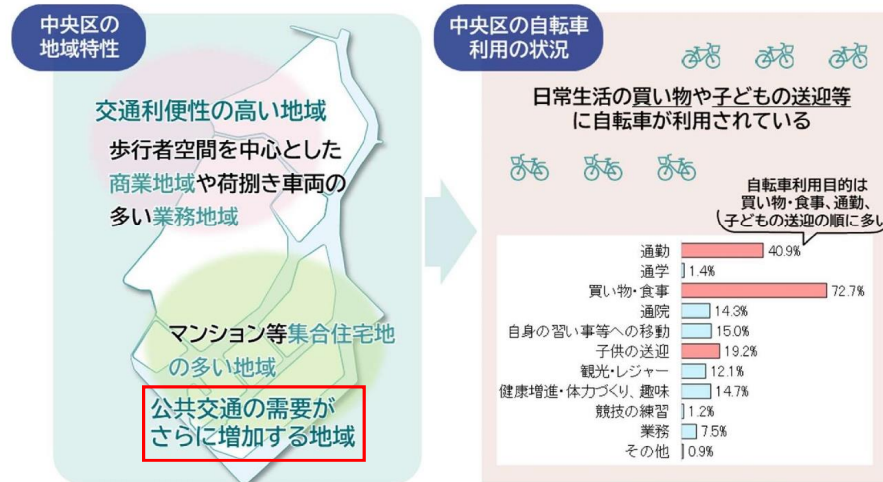 中央区の
地域特性
交通利便性の高い地域
歩行者空間を中心とした
商業地域や荷捌き車両の
多い業務地域
マンション等集合住宅地
の多い地域
公共交通の需要が
さらに増加する地域
中央区の自転車
利用の状況
日常生活の買い物や子どもの送迎等
に自転車が利用されている
自転車利用目的は
買い物・食事、通勤、
子どもの送迎の順に多い
通勤 40.9%
通学 1.4%
買い物・食事 72.7%
通院 14.3%
自身の習い事等への移動 15.0%
子供の送迎 19.2%
観光・レジャー 12.1%
健康増進・体力づくり、趣味 14.7%
競技の練習 1.2%
業務 7.5%
その他 0.9%